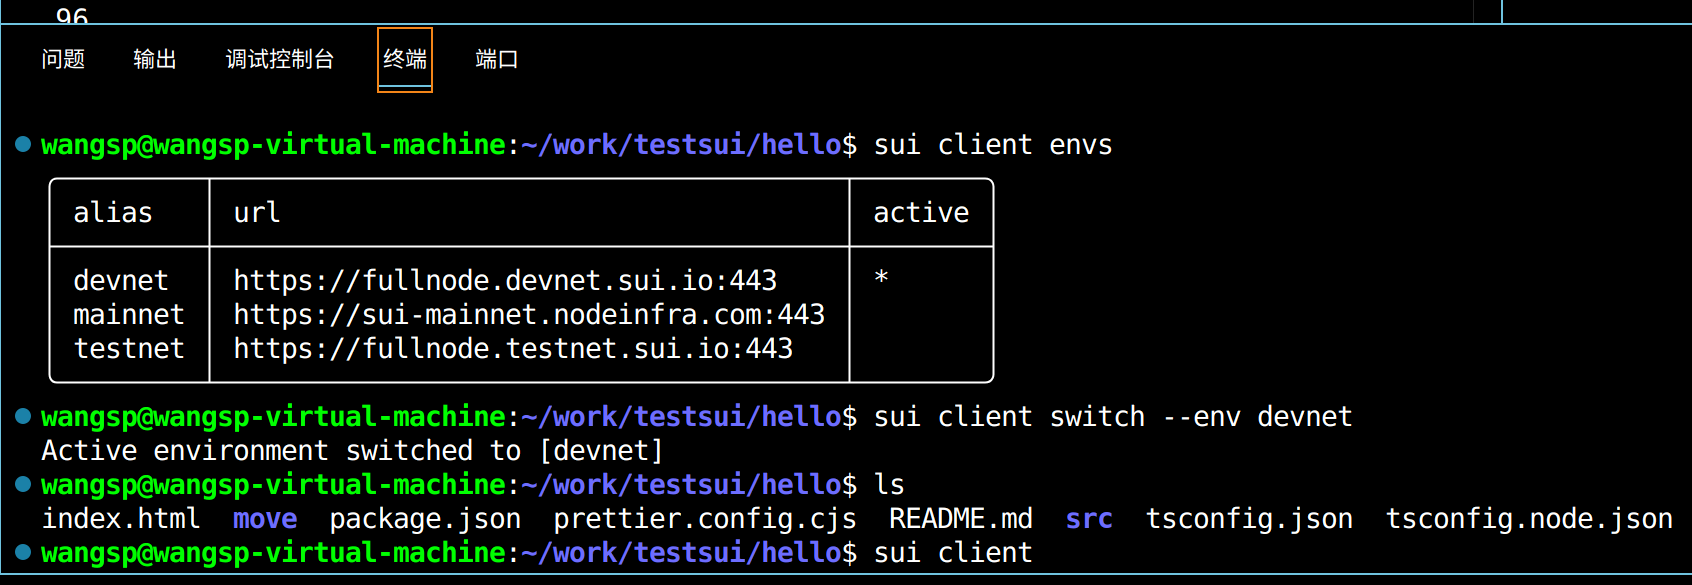 96
问题 输出 调试控制台 终端 端口
wangsp@wangsp-virtual-machine:~/work/testsui/hello$ sui client envs
alias url active
devnet https://fullnode.devnet.sui.io:443 *
mainnet https://sui-mainnet.nodeinfra.com:443
testnet https://fullnode.testnet.sui.io:443
wangsp@wangsp-virtual-machine:~/work/testsui/hello$ sui client switch --env devnet
Active environment switched to [devnet]
wangsp@wangsp-virtual-machine:~/work/testsui/hello$ ls
index.html move package.json prettier.config.cjs README.md src tsconfig.json tsconfig.node.json
wangsp@wangsp-virtual-machine:~/work/testsui/hello$ sui client